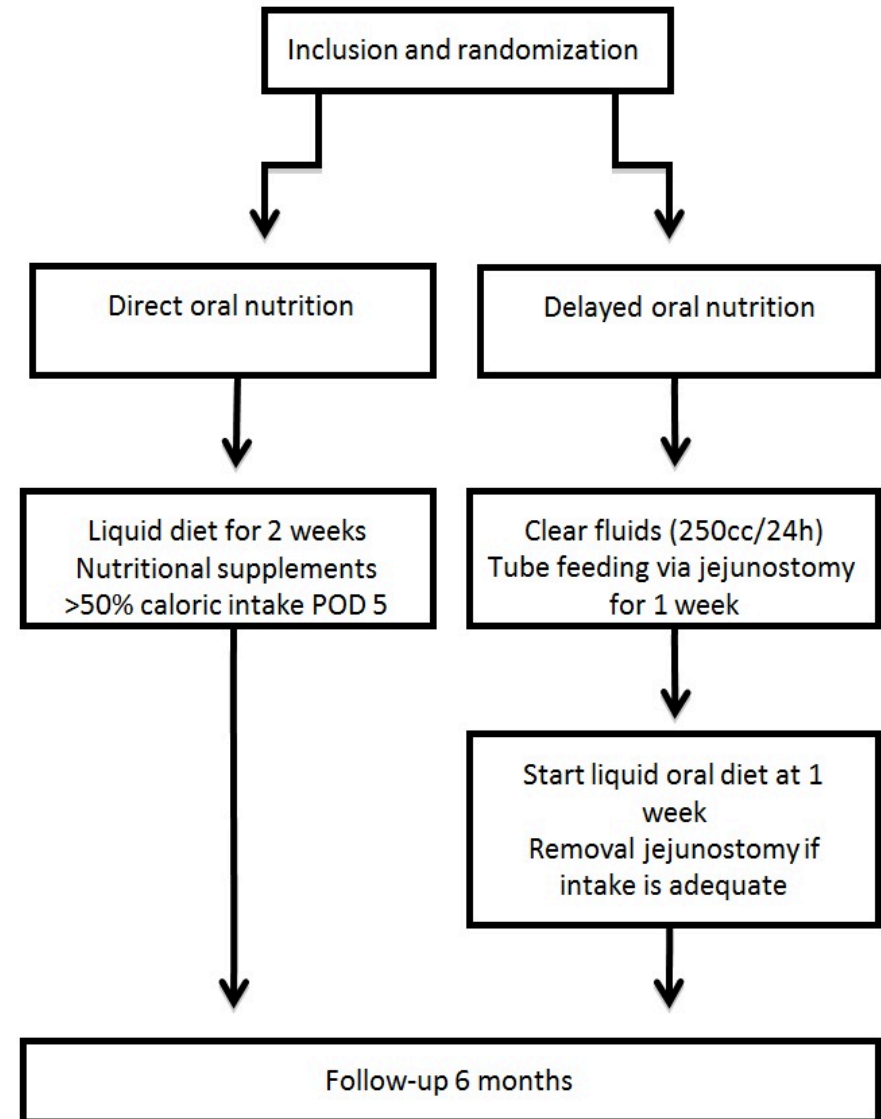 Inclusion and randomization
Direct oral nutrition
Delayed oral nutrition
Liquid diet for 2 weeks
Nutritional supplements
>50% caloric intake POD 5
Clear fluids (250cc/24h)
Tube feeding via jejunostomy
for 1 week
Start liquid oral diet at 1
week
Removal jejunostomy if
intake is adequate
Follow-up 6 months